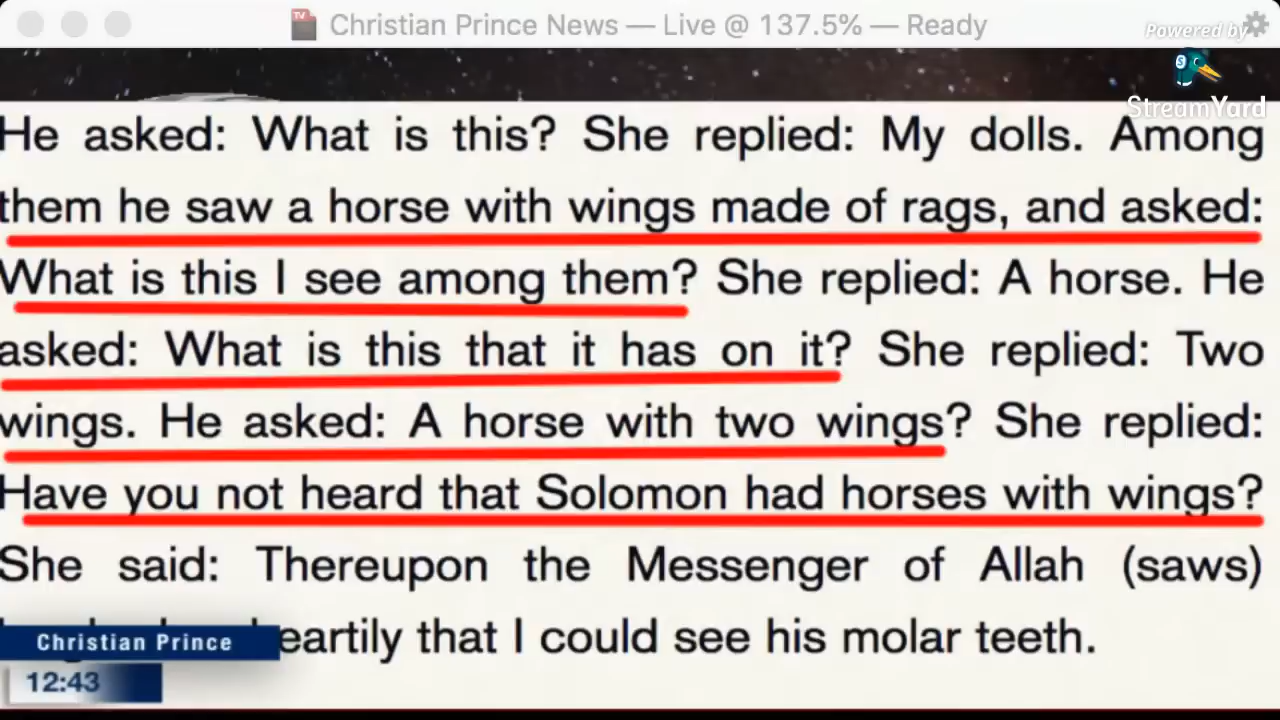 Christian Prince News — Live @ 137.5% — Ready
Powered by
StreamYard
He asked: What is this? She replied: My dolls. Among
them he saw a horse with wings made of rags, and asked:
What is this I see among them? She replied: A horse. He
asked: What is this that it has on it? She replied: Two
wings. He asked: A horse with two wings? She replied:
Have you not heard that Solomon had horses with wings?
She said: Thereupon the Messenger of Allah (saws)
that I could see his molar teeth.
Christian Prince
12:43